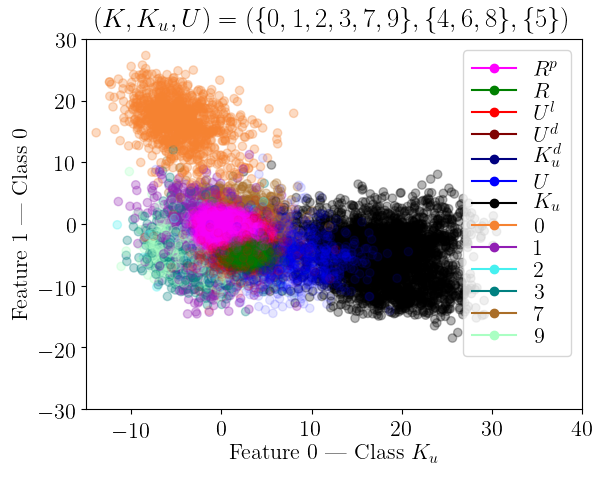 (K, K_u, U) = ({0, 1, 2, 3, 7, 9}, {4, 6, 8}, {5})
Feature 1 — Class 0
30
20
10
0
−10
−20
−30
−10 0 10 20 30 40
Feature 0 — Class K_u
R^p
R
U^l
U^d
K_u^d
U
K_u
0
1
2
3
7
9